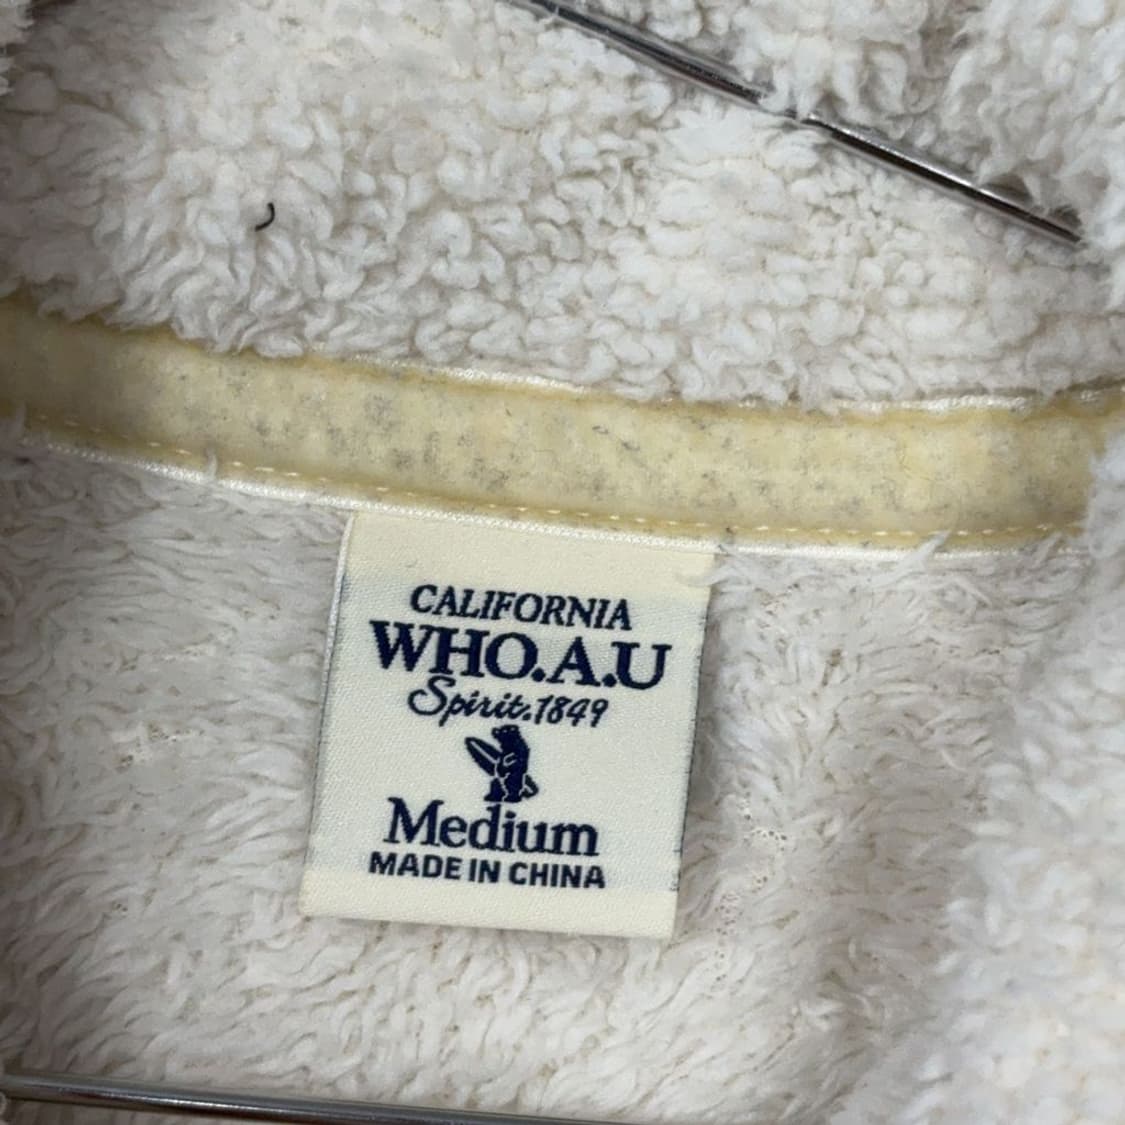 CALIFORNIA
WHO.A.U
Spirit.1849
Medium
MADE IN CHINA